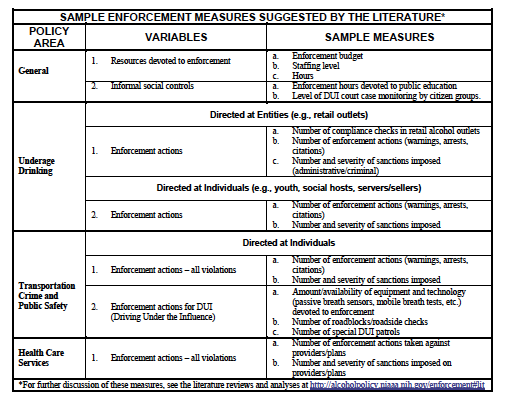 SAMPLE ENFORCEMENT MEASURES SUGGESTED BY THE LITERATURE*
POLICY AREA
VARIABLES
SAMPLE MEASURES
General
1. Resources devoted to enforcement
a. Enforcement budget
b. Staffing level
c. Hours
2. Informal social controls
a. Enforcement hours devoted to public education
b. Level of DUI court case monitoring by citizen groups.
Underage
Drinking
Directed at Entities (e.g., retail outlets)
1. Enforcement actions
a. Number of compliance checks in retail alcohol outlets
b. Number of enforcement actions (warnings, arrests,
citations)
c. Number and severity of sanctions imposed
(administrative/criminal)
Directed at Individuals (e.g., youth, social hosts, servers/sellers)
2. Enforcement actions
a. Number of enforcement actions (warnings, arrests,
citations)
b. Number and severity of sanctions imposed
Transportation
Crime and
Public Safety
Directed at Individuals
1. Enforcement actions – all violations
a. Number of enforcement actions (warnings, arrests,
citations)
b. Number and severity of sanctions imposed
2. Enforcement actions for DUI
(Driving Under the Influence)
a. Amount/availability of equipment and technology
(passive breath sensors, mobile breath tests, etc.)
devoted to enforcement
b. Number of roadblocks/roadside checks
c. Number of special DUI patrols
Health Care
Services
1. Enforcement actions – all violations
a. Number of enforcement actions taken against
providers/plans
b. Number and severity of sanctions imposed on
providers/plans
*For further discussion of these measures, see the literature reviews and analyses at http://alcoholpolicy.niaaa.nih.gov/enforcement#lit